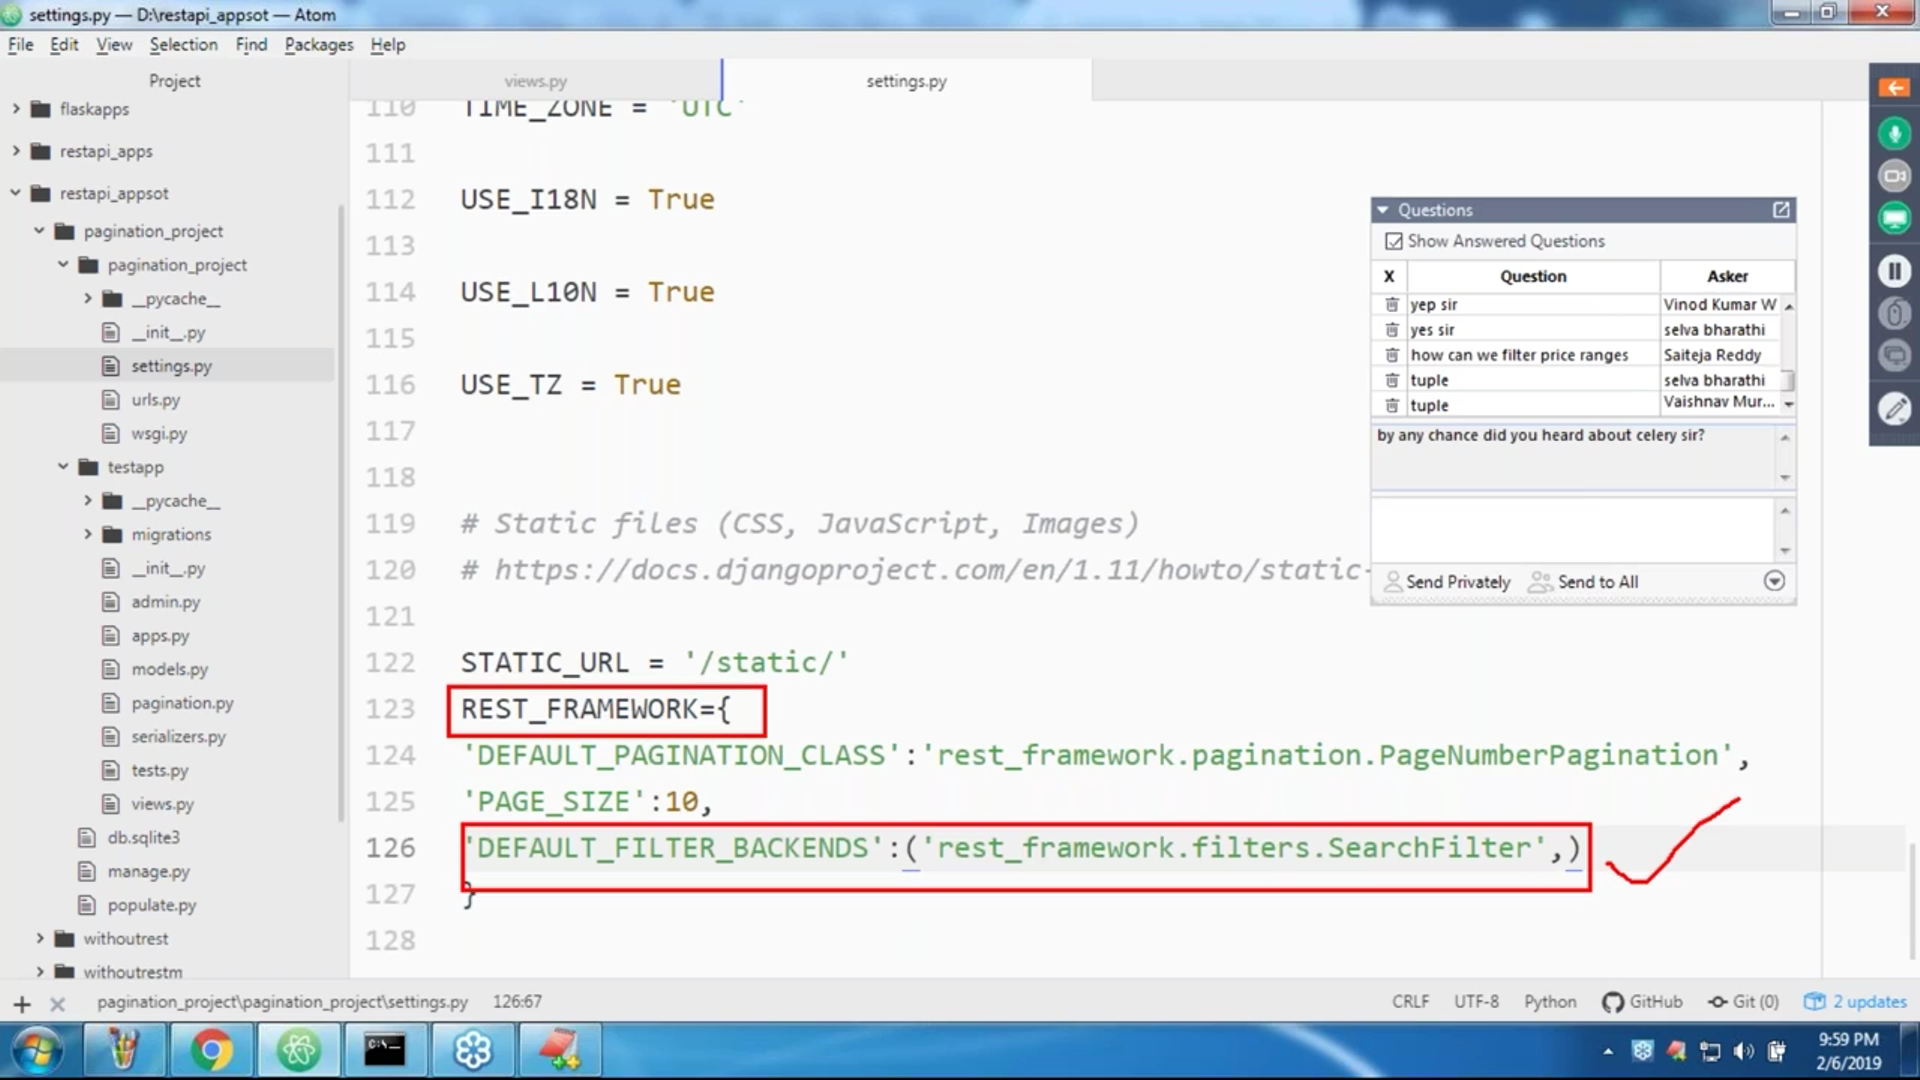 settings.py — D:\restapi_appsot — Atom
File Edit View Selection Find Packages Help
Project
flaskapps
restapi_apps
restapi_appsot
pagination_project
pagination_project
__pycache__
__init__.py
settings.py
urls.py
wsgi.py
testapp
__pycache__
migrations
__init__.py
admin.py
apps.py
models.py
pagination.py
serializers.py
tests.py
views.py
db.sqlite3
manage.py
populate.py
withoutrest
withoutrestm
views.py settings.py
110 TIME_ZONE = 'UTC'
111
112 USE_I18N = True
113
114 USE_L10N = True
115
116 USE_TZ = True
117
118
119 # Static files (CSS, JavaScript, Images)
120 # https://docs.djangoproject.com/en/1.11/howto/static-
121
122 STATIC_URL = '/static/'
123 REST_FRAMEWORK={
124 'DEFAULT_PAGINATION_CLASS':'rest_framework.pagination.PageNumberPagination',
125 'PAGE_SIZE':10,
126 'DEFAULT_FILTER_BACKENDS':('rest_framework.filters.SearchFilter',)
127 }
128
Questions
Show Answered Questions
X Question Asker
yep sir Vinod Kumar W
yes sir selva bharathi
how can we filter price ranges Saiteja Reddy
tuple selva bharathi
tuple Vaishnav Mur...
by any chance did you heard about celery sir?
Send Privately Send to All
pagination_project\pagination_project\settings.py 126:67
CRLF UTF-8 Python GitHub Git (0) 2 updates
C:\_
9:59 PM
2/6/2019